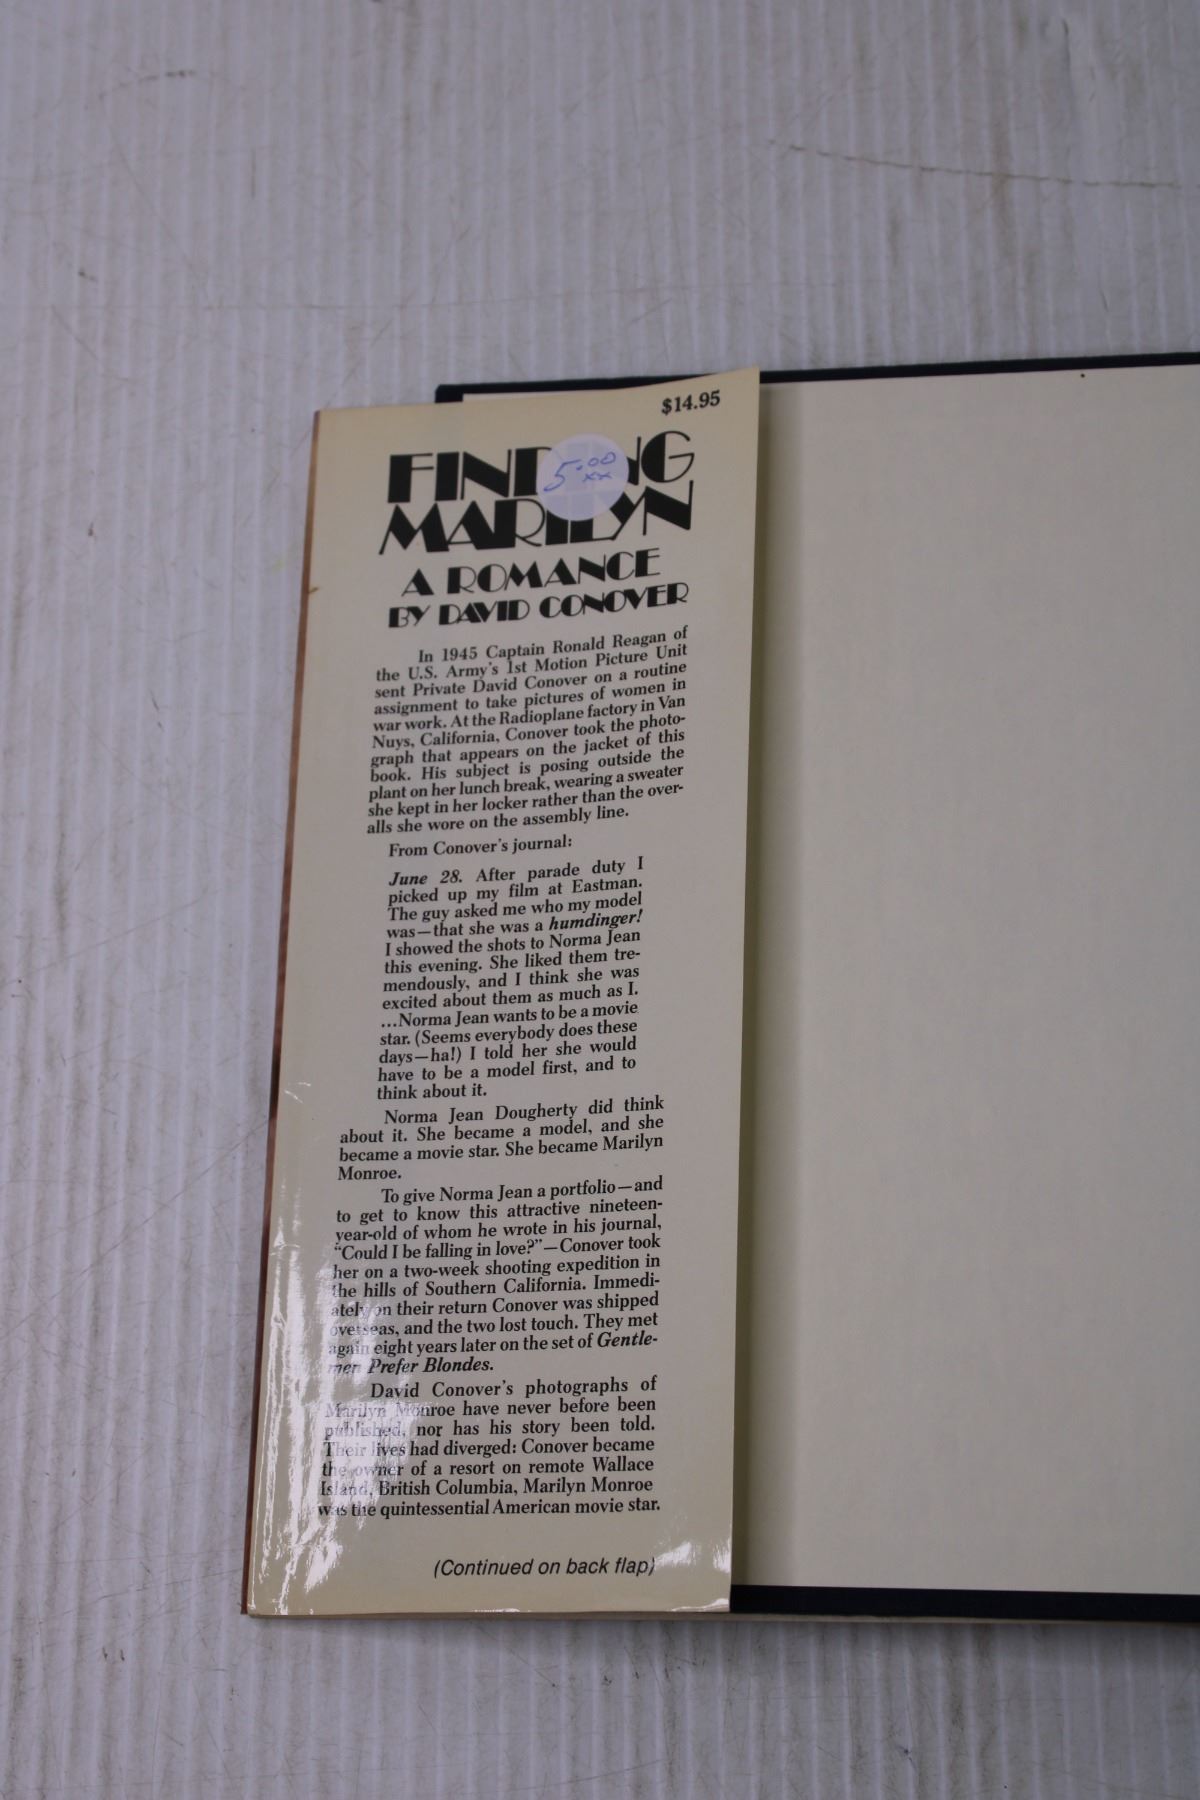 $14.95
FINDING
5.00
xx
MARILYN
A ROMANCE
BY DAVID CONOVER
In 1945 Captain Ronald Reagan of
the U.S. Army's 1st Motion Picture Unit
sent Private David Conover on a routine
assignment to take pictures of women in
war work. At the Radioplane factory in Van
Nuys, California, Conover took the photo-
graph that appears on the jacket of this
book. His subject is posing outside the
plant on her lunch break, wearing a sweater
she kept in her locker rather than the over-
alls she wore on the assembly line.
From Conover's journal:
June 28. After parade duty I
picked up my film at Eastman.
The guy asked me who my model
was—that she was a humdinger!
I showed the shots to Norma Jean
this evening. She liked them tre-
mendously, and I think she was
excited about them as much as I.
...Norma Jean wants to be a movie
star. (Seems everybody does these
days—ha!) I told her she would
have to be a model first, and to
think about it.
Norma Jean Dougherty did think
about it. She became a model, and she
became a movie star. She became Marilyn
Monroe.
To give Norma Jean a portfolio—and
to get to know this attractive nineteen-
year-old of whom he wrote in his journal,
"Could I be falling in love?"—Conover took
her on a two-week shooting expedition in
the hills of Southern California. Immedi-
ately on their return Conover was shipped
overseas, and the two lost touch. They met
again eight years later on the set of Gentle-
men Prefer Blondes.
David Conover's photographs of
Marilyn Monroe have never before been
published, nor has his story been told.
Their lives had diverged: Conover became
the owner of a resort on remote Wallace
Island, British Columbia, Marilyn Monroe
was the quintessential American movie star.
(Continued on back flap)